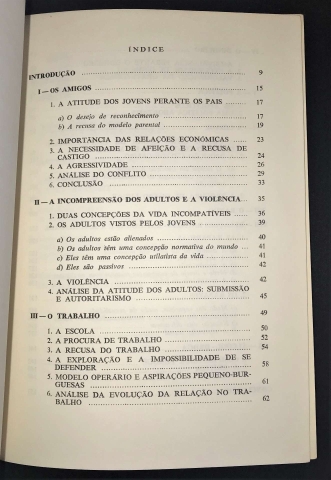 ÍNDICE
INTRODUÇÃO 9
I — OS AMIGOS 15
1. A ATITUDE DOS JOVENS PERANTE OS PAIS 17
a) O desejo de reconhecimento 17
b) A recusa do modelo parental 19
2. IMPORTÂNCIA DAS RELAÇÕES ECONÓMICAS 23
3. A NECESSIDADE DE AFEIÇÃO E A RECUSA DE
CASTIGO 24
4. A AGRESSIVIDADE 26
5. ANÁLISE DO CONFLITO 29
6. CONCLUSÃO 33
II — A INCOMPREENSÃO DOS ADULTOS E A VIOLÊNCIA 35
1. DUAS CONCEPÇÕES DA VIDA INCOMPATÍVEIS 36
2. OS ADULTOS VISTOS PELOS JOVENS 39
a) Os adultos estão alienados 40
b) Os adultos têm uma concepção normativa do mundo 41
c) Eles têm uma concepção utilatista da vida 41
d) Eles são passivos 42
3. A VIOLÊNCIA 42
4. ANÁLISE DA ATITUDE DOS ADULTOS: SUBMISSÃO
E AUTORITARISMO 45
III — O TRABALHO 49
1. A ESCOLA 50
2. A PROCURA DE TRABALHO 52
3. A RECUSA DO TRABALHO 54
4. A EXPLORAÇÃO E A IMPOSSIBILIDADE DE SE
DEFENDER 58
5. MODELO OPERÁRIO E ASPIRAÇÕES PEQUENO-BUR-
GUESAS 61
6. ANÁLISE DA EVOLUÇÃO DA RELAÇÃO NO TRA-
BALHO 62